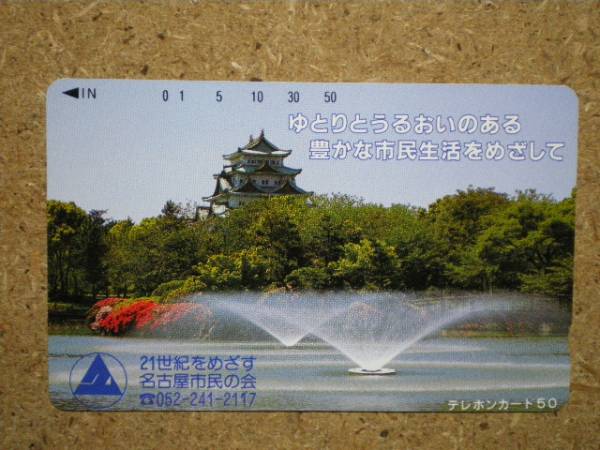 ◀IN 0 1 5 10 30 50
ゆとりとうるおいのある
豊かな市民生活をめざして
21世紀をめざす
名古屋市民の会
☎052-241-2117
テレホンカード50